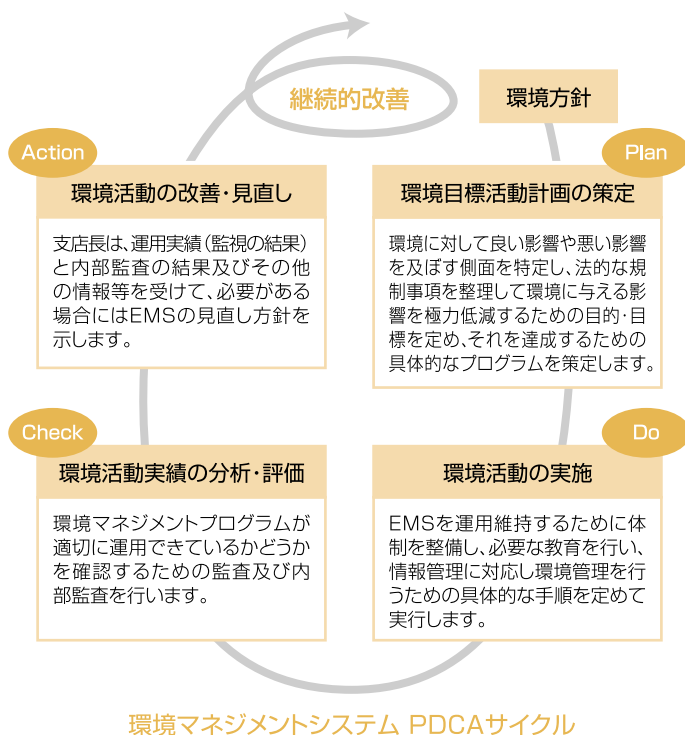 継続的改善
環境方針
Plan
環境目標活動計画の策定
環境に対して良い影響や悪い影響
を及ぼす側面を特定し、法的な規
制事項を整理して環境に与える影
響を極力低減するための目的・目
標を定め、それを達成するための
具体的なプログラムを策定します。
Do
環境活動の実施
EMSを運用維持するために体
制を整備し、必要な教育を行い、
情報管理に対応し環境管理を行
うための具体的な手順を定めて
実行します。
Check
環境活動実績の分析・評価
環境マネジメントプログラムが
適切に運用できているかどうか
を確認するための監査及び内
部監査を行います。
Action
環境活動の改善・見直し
支店長は、運用実績（監視の結果）
と内部監査の結果及びその他
の情報等を受けて、必要がある
場合にはEMSの見直し方針を
示します。
環境マネジメントシステム PDCAサイクル